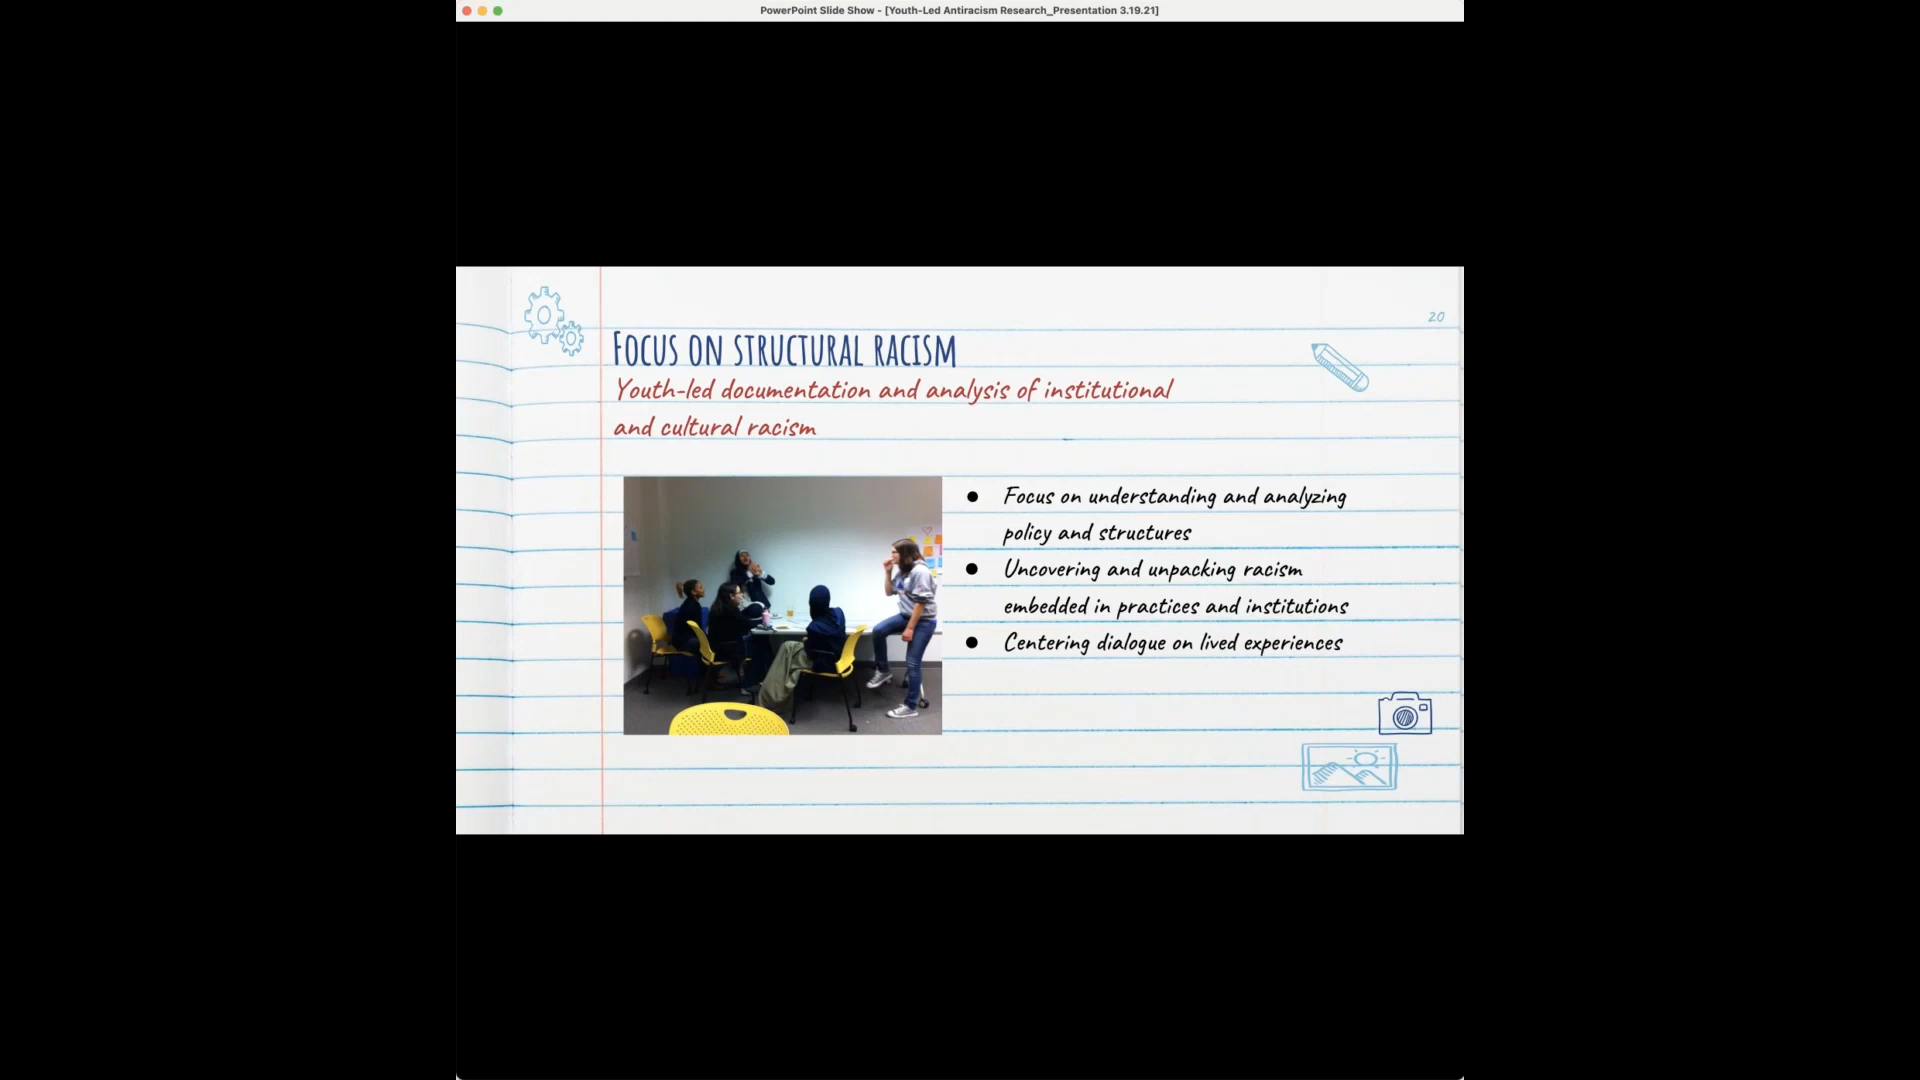 PowerPoint Slide Show - [Youth-Led Antiracism Research_Presentation 3.19.21]
20
Focus on structural racism
Youth-led documentation and analysis of institutional
and cultural racism
● Focus on understanding and analyzing
policy and structures
● Uncovering and unpacking racism
embedded in practices and institutions
● Centering dialogue on lived experiences